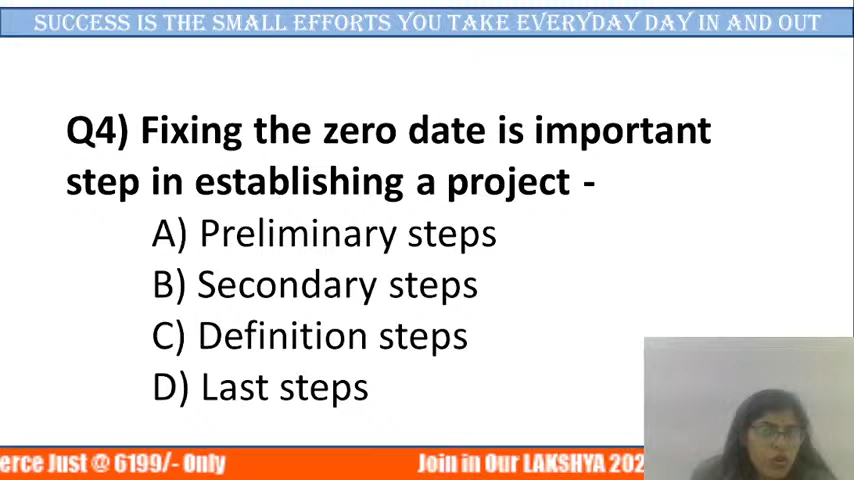 SUCCESS IS THE SMALL EFFORTS YOU TAKE EVERYDAY DAY IN AND OUT
Q4) Fixing the zero date is important
step in establishing a project -
A) Preliminary steps
B) Secondary steps
C) Definition steps
D) Last steps
Just @ 6199/- Only Join in Our LAKSHYA